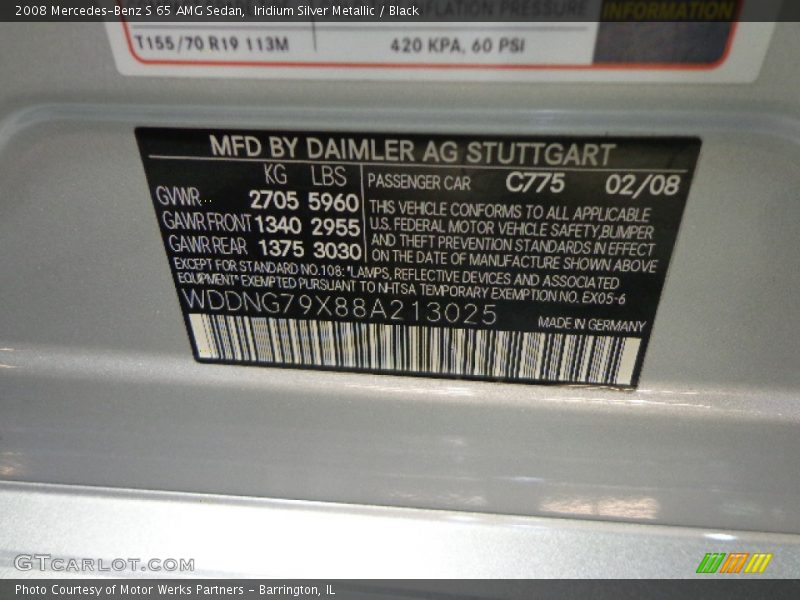 2008 Mercedes-Benz S 65 AMG Sedan, Iridium Silver Metallic / Black
INFLATION PRESSURE
INFORMATION
T155/70 R19 113M 420 KPA, 60 PSI
MFD BY DAIMLER AG STUTTGART
KG LBS PASSENGER CAR C775 02/08
GVWR 2705 5960
GAWR FRONT 1340 2955
GAWR REAR 1375 3030
THIS VEHICLE CONFORMS TO ALL APPLICABLE
U.S. FEDERAL MOTOR VEHICLE SAFETY, BUMPER
AND THEFT PREVENTION STANDARDS IN EFFECT
ON THE DATE OF MANUFACTURE SHOWN ABOVE
EXCEPT FOR STANDARD NO. 108: "LAMPS, REFLECTIVE DEVICES AND ASSOCIATED
EQUIPMENT" EXEMPTED PURSUANT TO NHTSA TEMPORARY EXEMPTION NO. EX05-6
WDDNG79X88A213025
MADE IN GERMANY
GTCARLOT.COM
Photo Courtesy of Motor Werks Partners - Barrington, IL